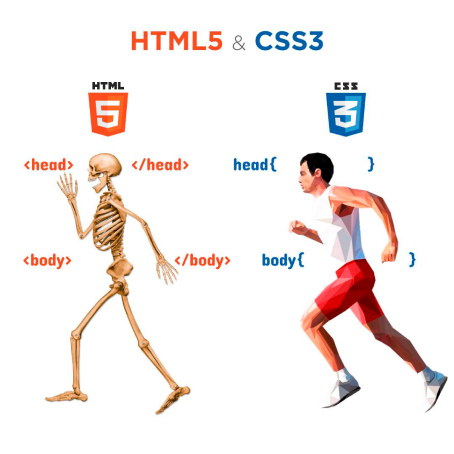 HTML5 & CSS3
HTML
5
CSS
3
<head> </head>
head{ }
<body> </body>
body{ }